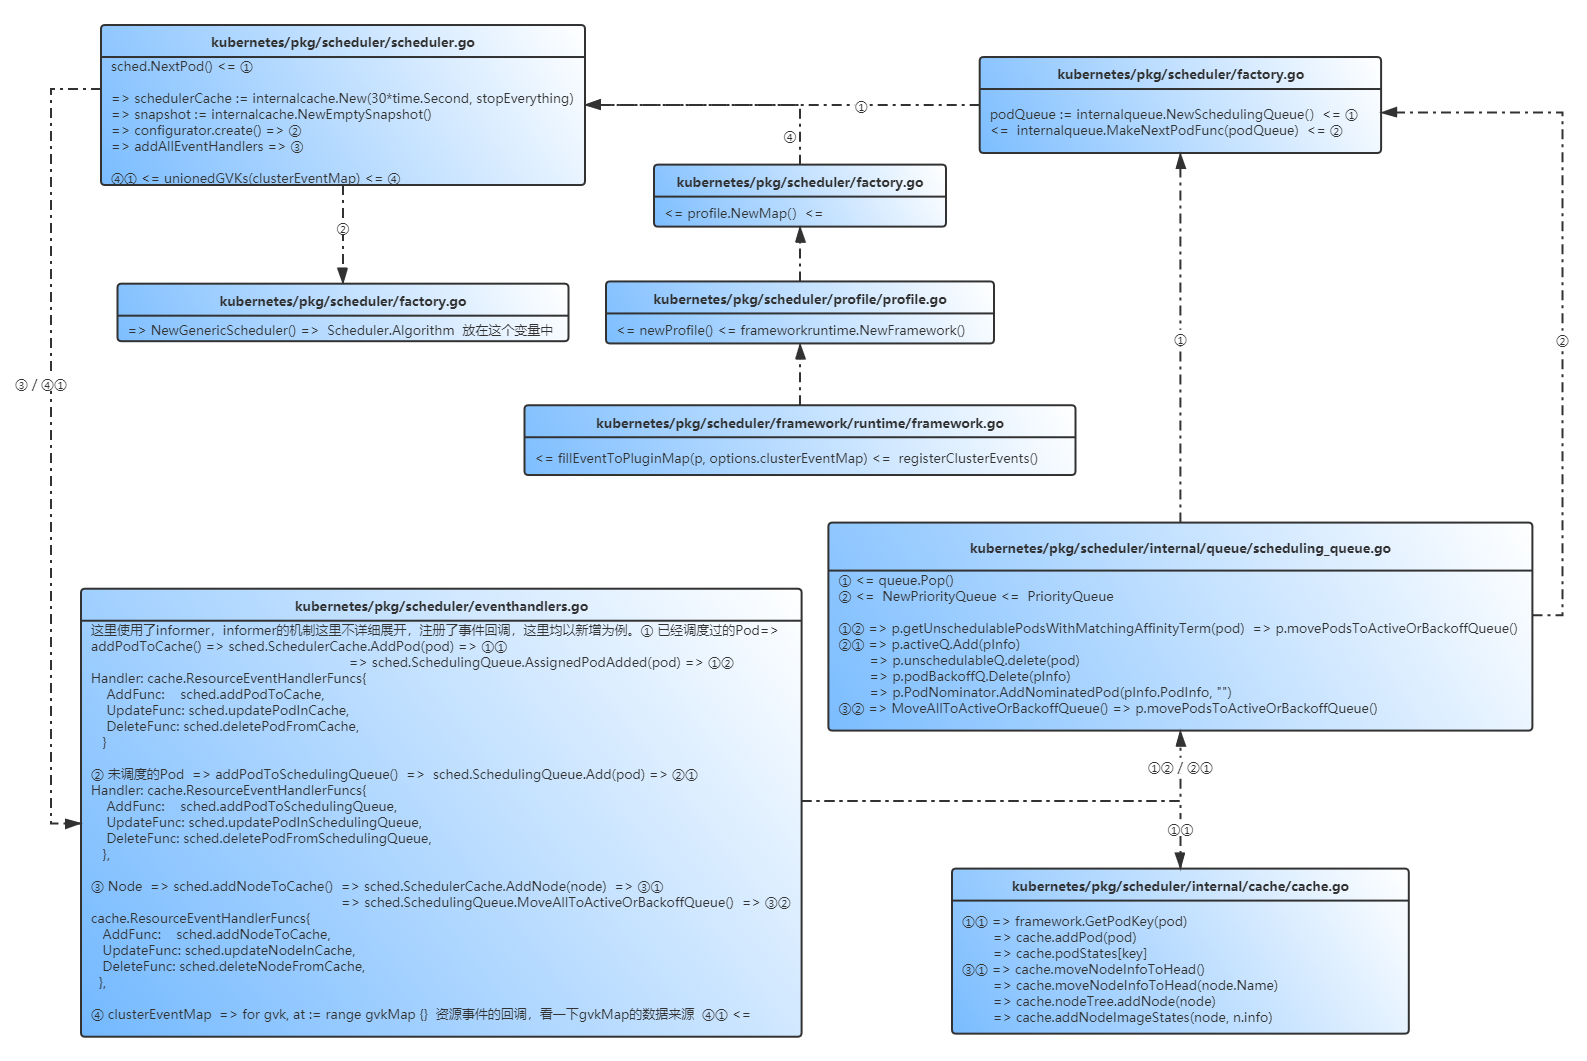 kubernetes/pkg/scheduler/scheduler.go
sched.NextPod() <= ①
=> schedulerCache := internalcache.New(30*time.Second, stopEverything)
=> snapshot := internalcache.NewEmptySnapshot()
=> configurator.create() => ②
=> addAllEventHandlers => ③
④① <= unionedGVKs(clusterEventMap) <= ④
②
kubernetes/pkg/scheduler/factory.go
=> NewGenericScheduler() => Scheduler.Algorithm 放在这个变量中
③ / ④①
①
④
kubernetes/pkg/scheduler/factory.go
<= profile.NewMap() <=
kubernetes/pkg/scheduler/profile/profile.go
<= newProfile() <= frameworkruntime.NewFramework()
kubernetes/pkg/scheduler/framework/runtime/framework.go
<= fillEventToPluginMap(p, options.clusterEventMap) <= registerClusterEvents()
kubernetes/pkg/scheduler/factory.go
podQueue := internalqueue.NewSchedulingQueue() <= ①
<= internalqueue.MakeNextPodFunc(podQueue) <= ②
①
②
kubernetes/pkg/scheduler/internal/queue/scheduling_queue.go
① <= queue.Pop()
② <= NewPriorityQueue <= PriorityQueue
①② => p.getUnschedulablePodsWithMatchingAffinityTerm(pod) => p.movePodsToActiveOrBackoffQueue()
②① => p.activeQ.Add(pInfo)
=> p.unschedulableQ.delete(pod)
=> p.podBackoffQ.Delete(pInfo)
=> p.PodNominator.AddNominatedPod(pInfo.PodInfo, "")
③② => MoveAllToActiveOrBackoffQueue() => p.movePodsToActiveOrBackoffQueue()
kubernetes/pkg/scheduler/eventhandlers.go
这里使用了informer，informer的机制这里不详细展开，注册了事件回调，这里均以新增为例。① 已经调度过的Pod=>
addPodToCache() => sched.SchedulerCache.AddPod(pod) => ①①
=> sched.SchedulingQueue.AssignedPodAdded(pod) => ①②
Handler: cache.ResourceEventHandlerFuncs{
AddFunc: sched.addPodToCache,
UpdateFunc: sched.updatePodInCache,
DeleteFunc: sched.deletePodFromCache,
}
② 未调度的Pod => addPodToSchedulingQueue() => sched.SchedulingQueue.Add(pod) => ②①
Handler: cache.ResourceEventHandlerFuncs{
AddFunc: sched.addPodToSchedulingQueue,
UpdateFunc: sched.updatePodInSchedulingQueue,
DeleteFunc: sched.deletePodFromSchedulingQueue,
},
③ Node => sched.addNodeToCache() => sched.SchedulerCache.AddNode(node) => ③①
=> sched.SchedulingQueue.MoveAllToActiveOrBackoffQueue() => ③②
cache.ResourceEventHandlerFuncs{
AddFunc: sched.addNodeToCache,
UpdateFunc: sched.updateNodeInCache,
DeleteFunc: sched.deleteNodeFromCache,
},
④ clusterEventMap => for gvk, at := range gvkMap {} 资源事件的回调，看一下gvkMap的数据来源 ④① <=
①② / ②①
①①
kubernetes/pkg/scheduler/internal/cache/cache.go
①① => framework.GetPodKey(pod)
=> cache.addPod(pod)
=> cache.podStates[key]
③① => cache.moveNodeInfoToHead()
=> cache.moveNodeInfoToHead(node.Name)
=> cache.nodeTree.addNode(node)
=> cache.addNodeImageStates(node, n.info)